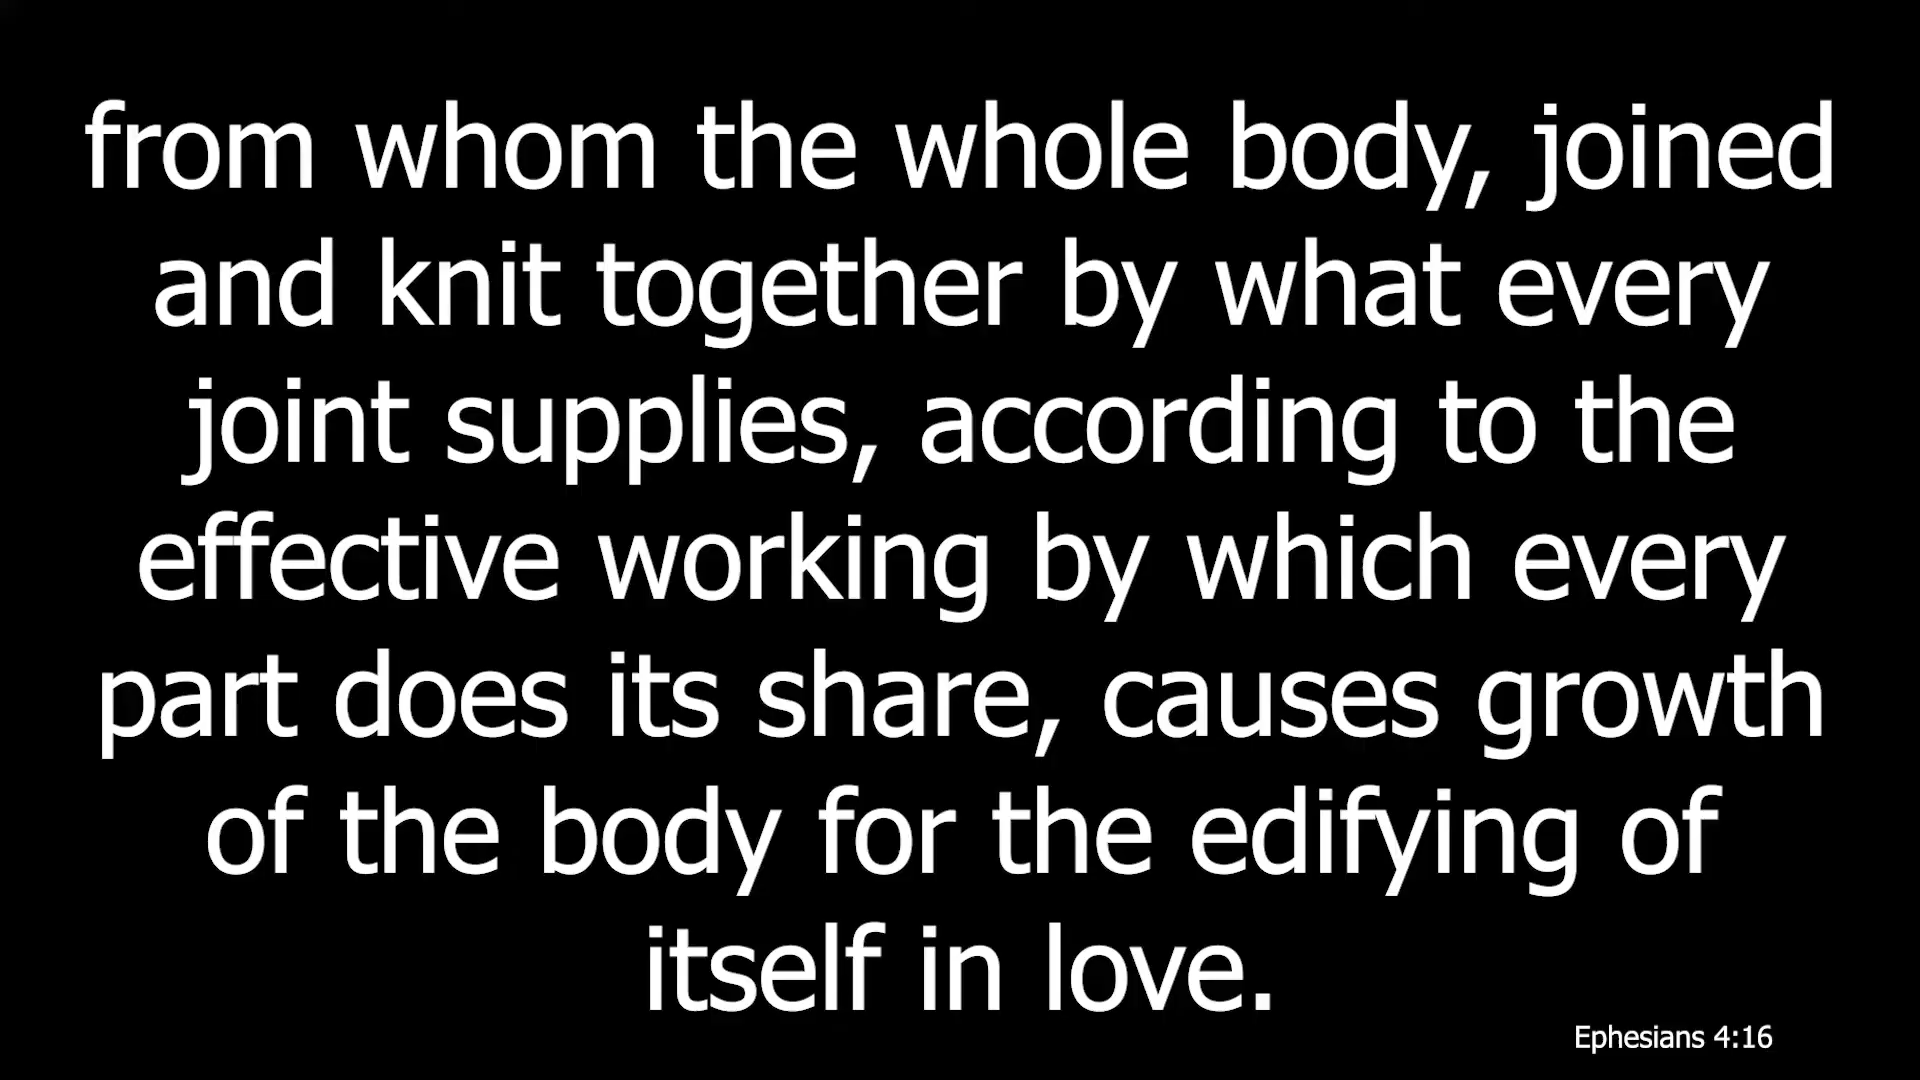 from whom the whole body, joined
and knit together by what every
joint supplies, according to the
effective working by which every
part does its share, causes growth
of the body for the edifying of
itself in love.
Ephesians 4:16